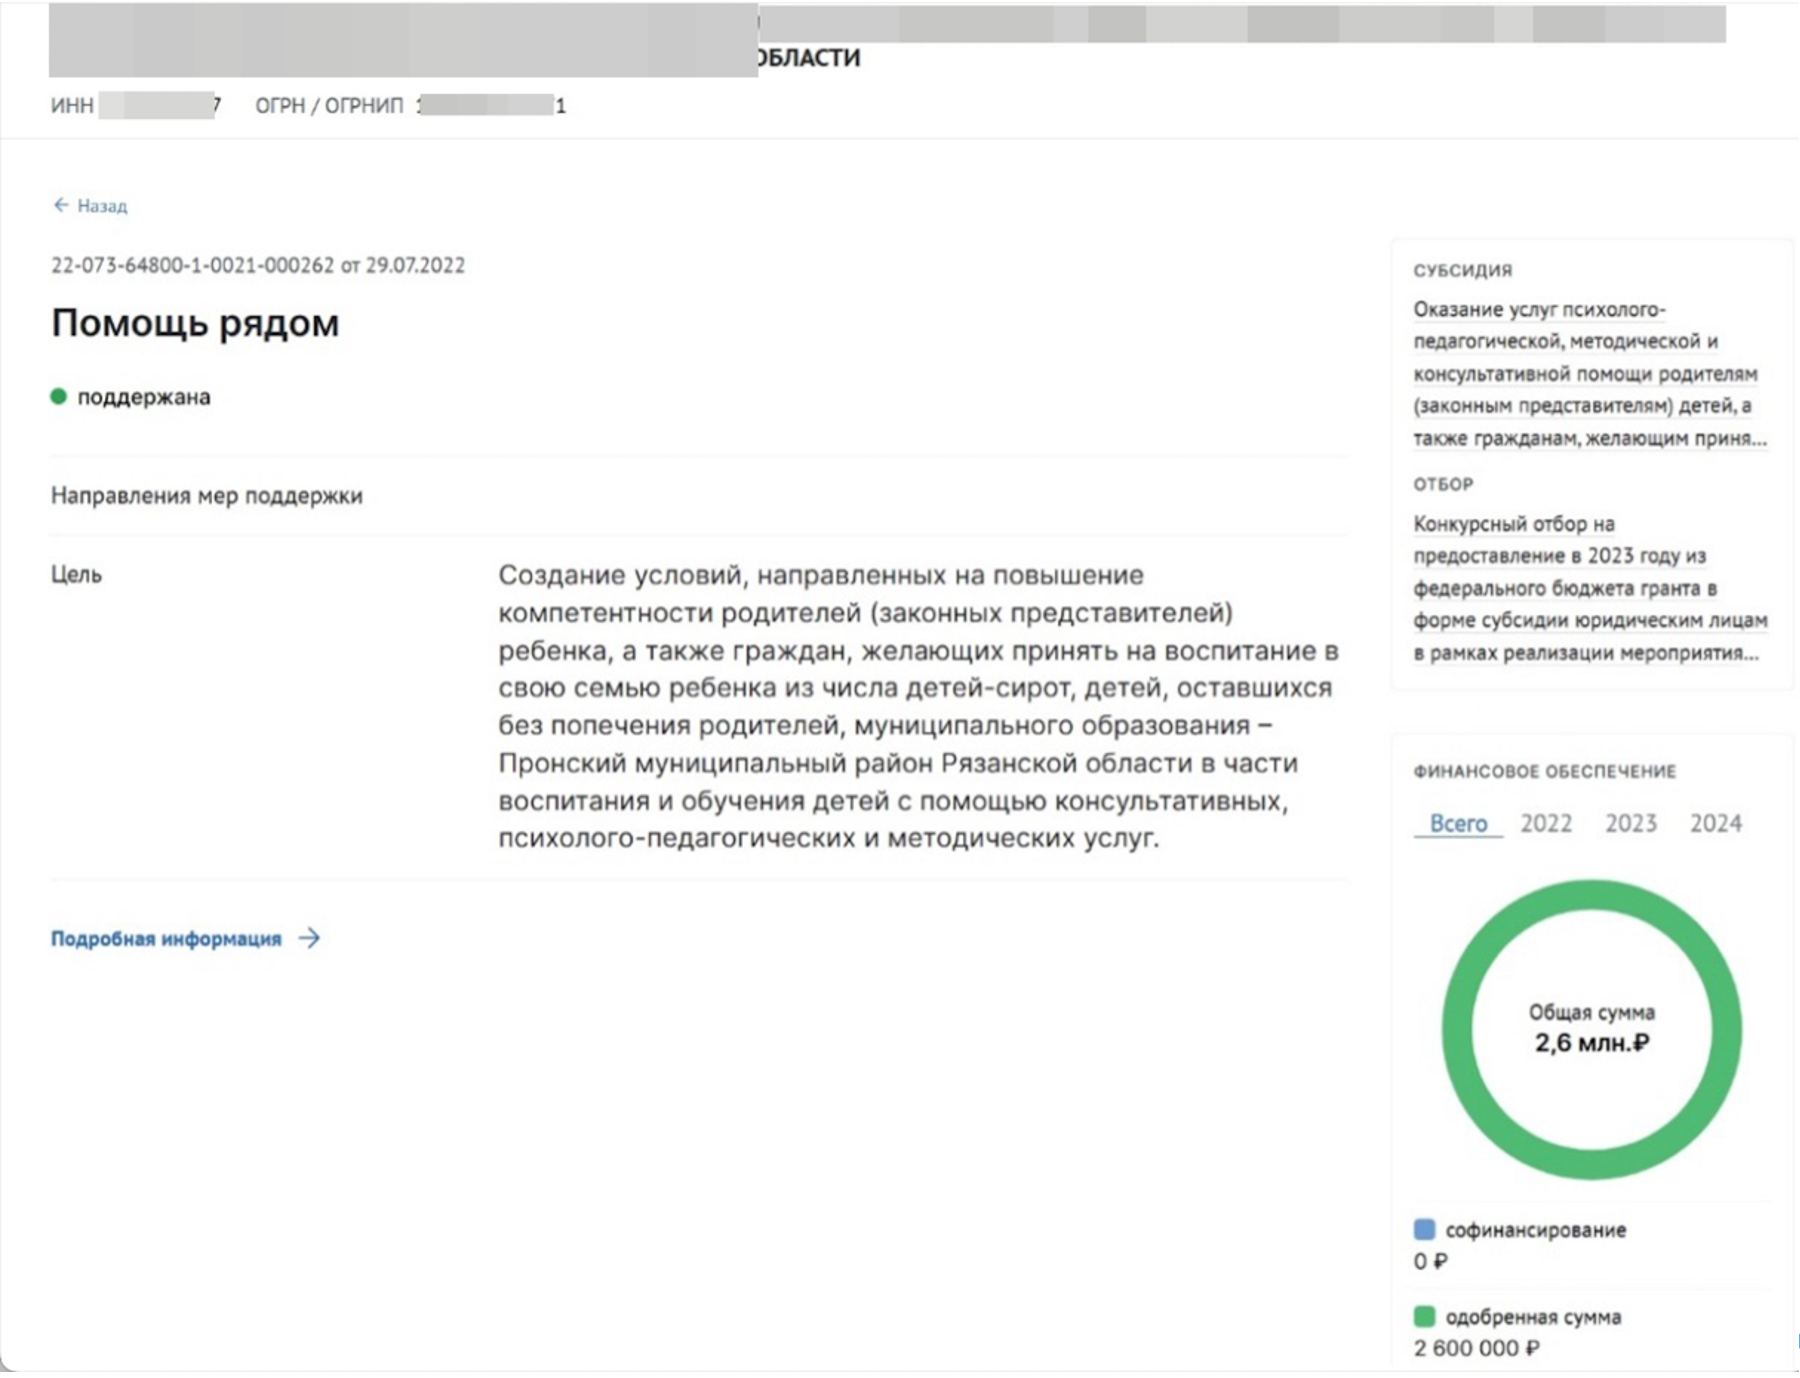 ОБЛАСТИ
ИНН 7 ОГРН / ОГРНИП 1
← Назад
22-073-64800-1-0021-000262 от 29.07.2022
Помощь рядом
поддержана
Направления мер поддержки
Цель
Создание условий, направленных на повышение
компетентности родителей (законных представителей)
ребенка, а также граждан, желающих принять на воспитание в
свою семью ребенка из числа детей-сирот, детей, оставшихся
без попечения родителей, муниципального образования –
Пронский муниципальный район Рязанской области в части
воспитания и обучения детей с помощью консультативных,
психолого-педагогических и методических услуг.
Подробная информация →
СУБСИДИЯ
Оказание услуг психолого-
педагогической, методической и
консультативной помощи родителям
(законным представителям) детей, а
также гражданам, желающим приня...
ОТБОР
Конкурсный отбор на
предоставление в 2023 году из
федерального бюджета гранта в
форме субсидии юридическим лицам
в рамках реализации мероприятия...
ФИНАНСОВОЕ ОБЕСПЕЧЕНИЕ
Всего 2022 2023 2024
Общая сумма
2,6 млн.₽
софинансирование
0 ₽
одобренная сумма
2 600 000 ₽